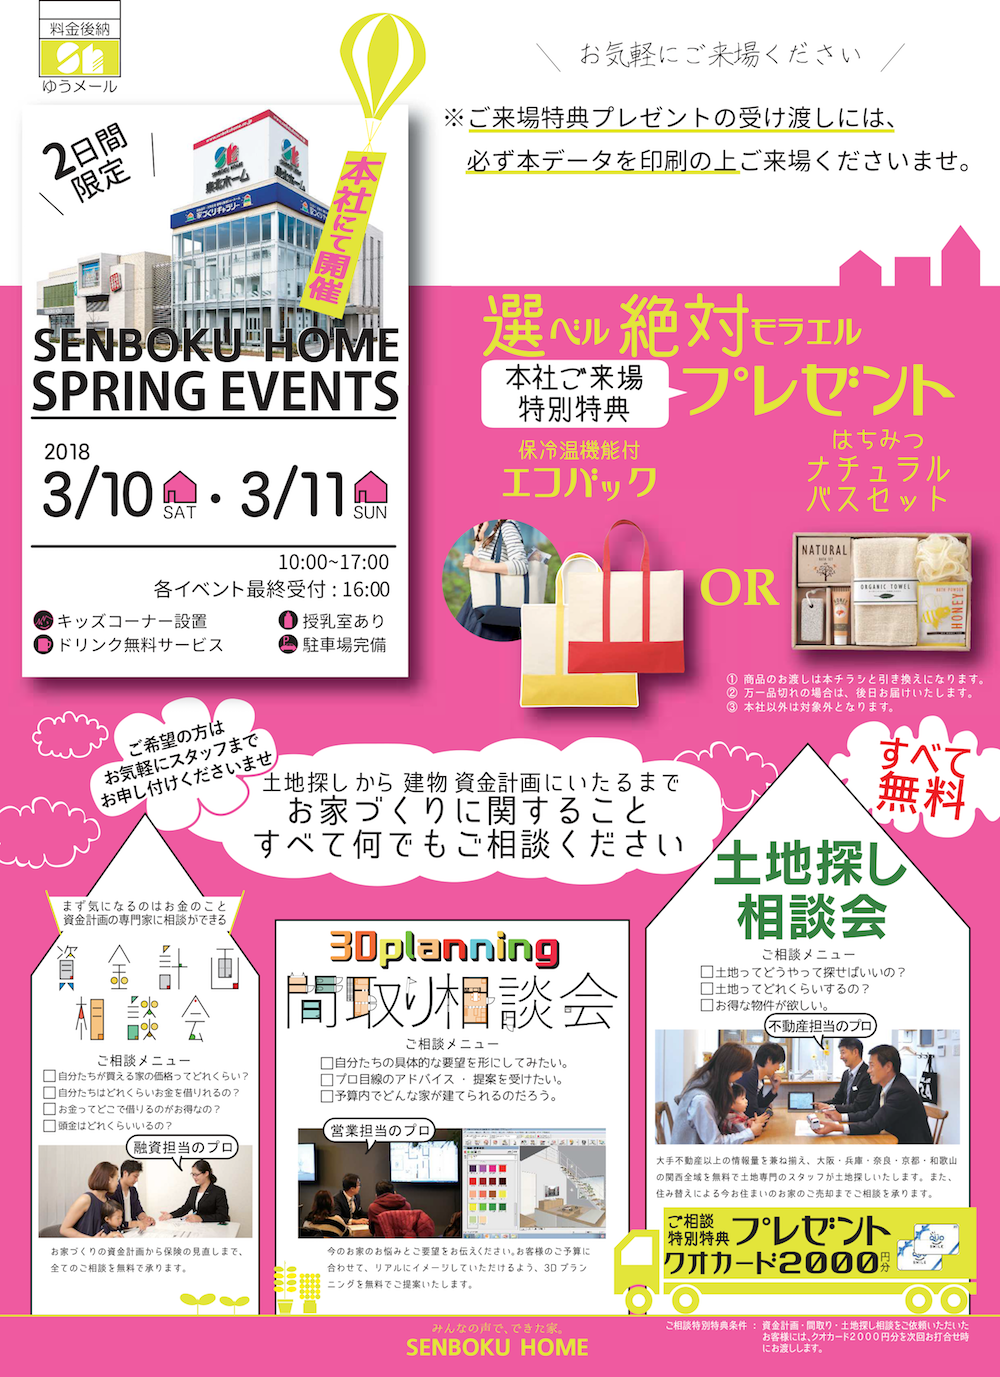 料金後納
ゆうメール
お気軽にご来場ください
※ご来場特典プレゼントの受け渡しには、
必ず本データを印刷の上ご来場くださいませ。
2日間
限定
東北ホーム
家づくりギャラリー
本社にて開催
SENBOKU HOME
SPRING EVENTS
2018
3/10 SAT ・ 3/11 SUN
10:00~17:00
各イベント最終受付 : 16:00
キッズコーナー設置
授乳室あり
ドリンク無料サービス
駐車場完備
選ベル 絶対モラエル
本社ご来場
特別特典
プレゼント
保冷温機能付
エコバック
はちみつ
ナチュラル
バスセット
OR
NATURAL
ORGANIC TOWEL
HONEY
① 商品のお渡しは本チラシと引き換えになります。
② 万一品切れの場合は、後日お届けいたします。
③ 本社以外は対象外となります。
ご希望の方は
お気軽にスタッフまで
お申し付けくださいませ
土地探し から 建物 資金計画にいたるまで
お家づくりに関すること
すべて何でもご相談ください
すべて
無料
まず気になるのはお金のこと
資金計画の専門家に相談ができる
資金計画
相談会
ご相談メニュー
□自分たちが買える家の価格ってどれくらい？
□自分たちはどれくらいお金を借りれるの？
□お金ってどこで借りるのがお得なの？
□頭金はどれくらいいるの？
融資担当のプロ
お家づくりの資金計画から保険の見直しまで、
全てのご相談を無料で承ります。
3Dplanning
間取り相談会
ご相談メニュー
□自分たちの具体的な要望を形にしてみたい。
□プロ目線のアドバイス ・ 提案を受けたい。
□予算内でどんな家が建てられるのだろう。
営業担当のプロ
今のお家のお悩みとご要望をお伝えください。お客様のご予算に
合わせて、リアルにイメージしていただけるよう、3D プラン
ニングを無料でご提案いたします。
土地探し
相談会
ご相談メニュー
□土地ってどうやって探せばいいの？
□土地ってどれくらいするの？
□お得な物件が欲しい。
不動産担当のプロ
大手不動産以上の情報量を兼ね揃え、大阪・兵庫・奈良・京都・和歌山
の関西全域を無料で土地専門のスタッフが土地探しいたします。また、
住み替えによる今お住まいのお家のご売却までご相談を承ります。
ご相談
特別特典
プレゼント
クオカード2000円分
QUO
SMILE
ご相談特別特典条件 ： 資金計画・間取り・土地探し相談をご依頼いただいた
お客様には、クオカード2000円分を次回お打合せ時
にお渡しします。
みんなの声で、できた家。
SENBOKU HOME